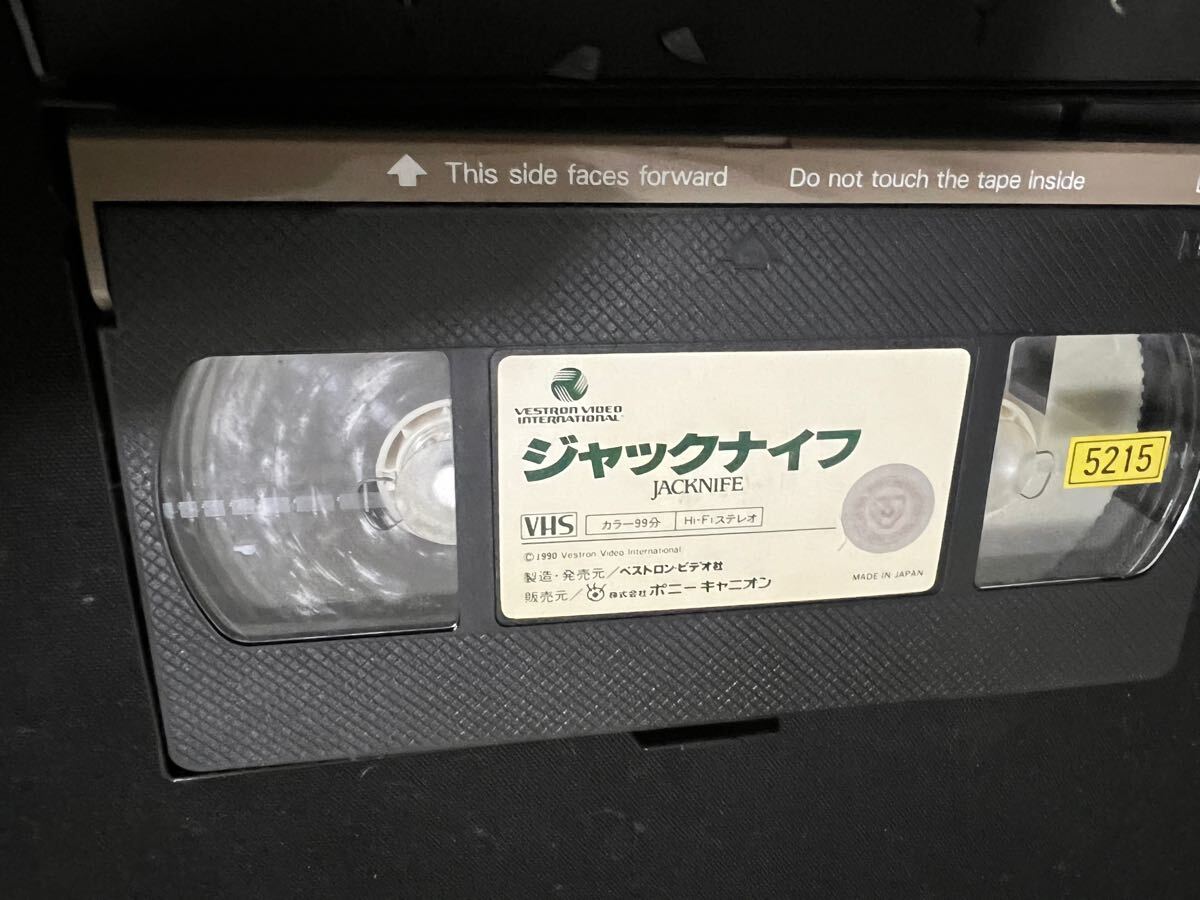 This side faces forward Do not touch the tape inside
VESTRON VIDEO
INTERNATIONAL
ジャックナイフ
JACKNIFE
VHS カラー99分 Hi-Fiステレオ
©1990 Vestron Video International
製造・発売元/ベストロン・ビデオ社
販売元/株式会社ポニーキャニオン
MADE IN JAPAN
5215